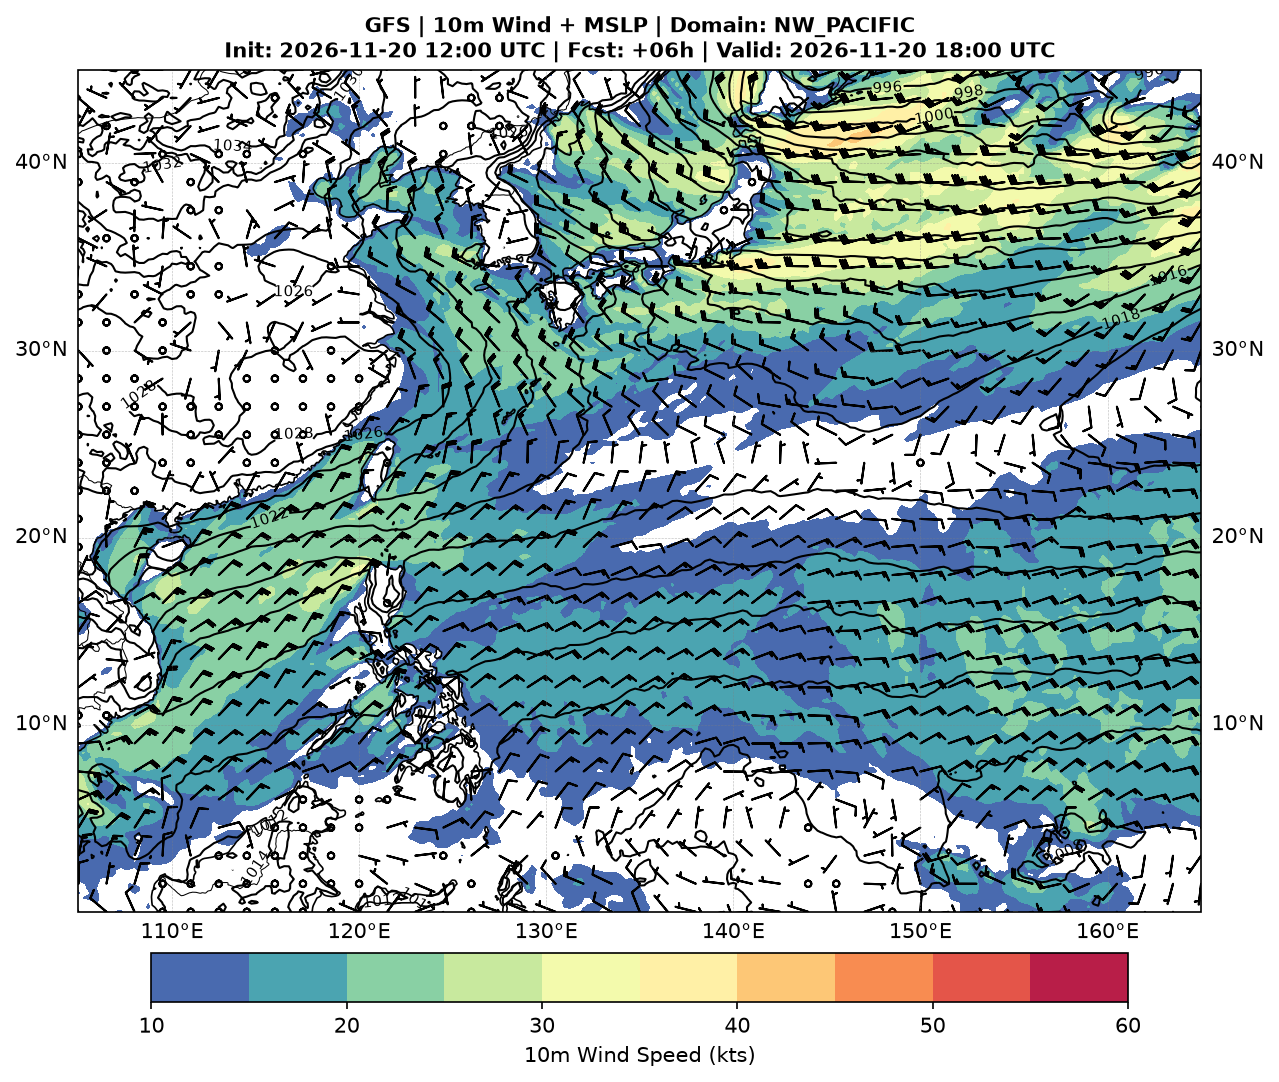 GFS | 10m Wind + MSLP | Domain: NW_PACIFIC
Init: 2026-11-20 12:00 UTC | Fcst: +06h | Valid: 2026-11-20 18:00 UTC
996
998
1000
1034
1032
40°N
40°N
1016
1026
1018
30°N
30°N
1028
1028
1026
1022
20°N
20°N
10°N
10°N
1014
110°E
120°E
130°E
140°E
150°E
160°E
10
20
30
40
50
60
10m Wind Speed (kts)